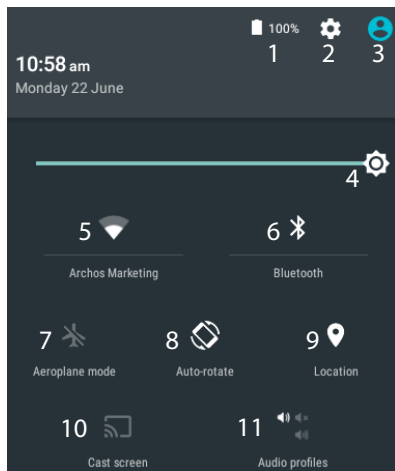 100%
1 2 3
10:58 am
Monday 22 June
4
5 6
Archos Marketing Bluetooth
7 8 9
Aeroplane mode Auto-rotate Location
10 11
Cast screen Audio profiles